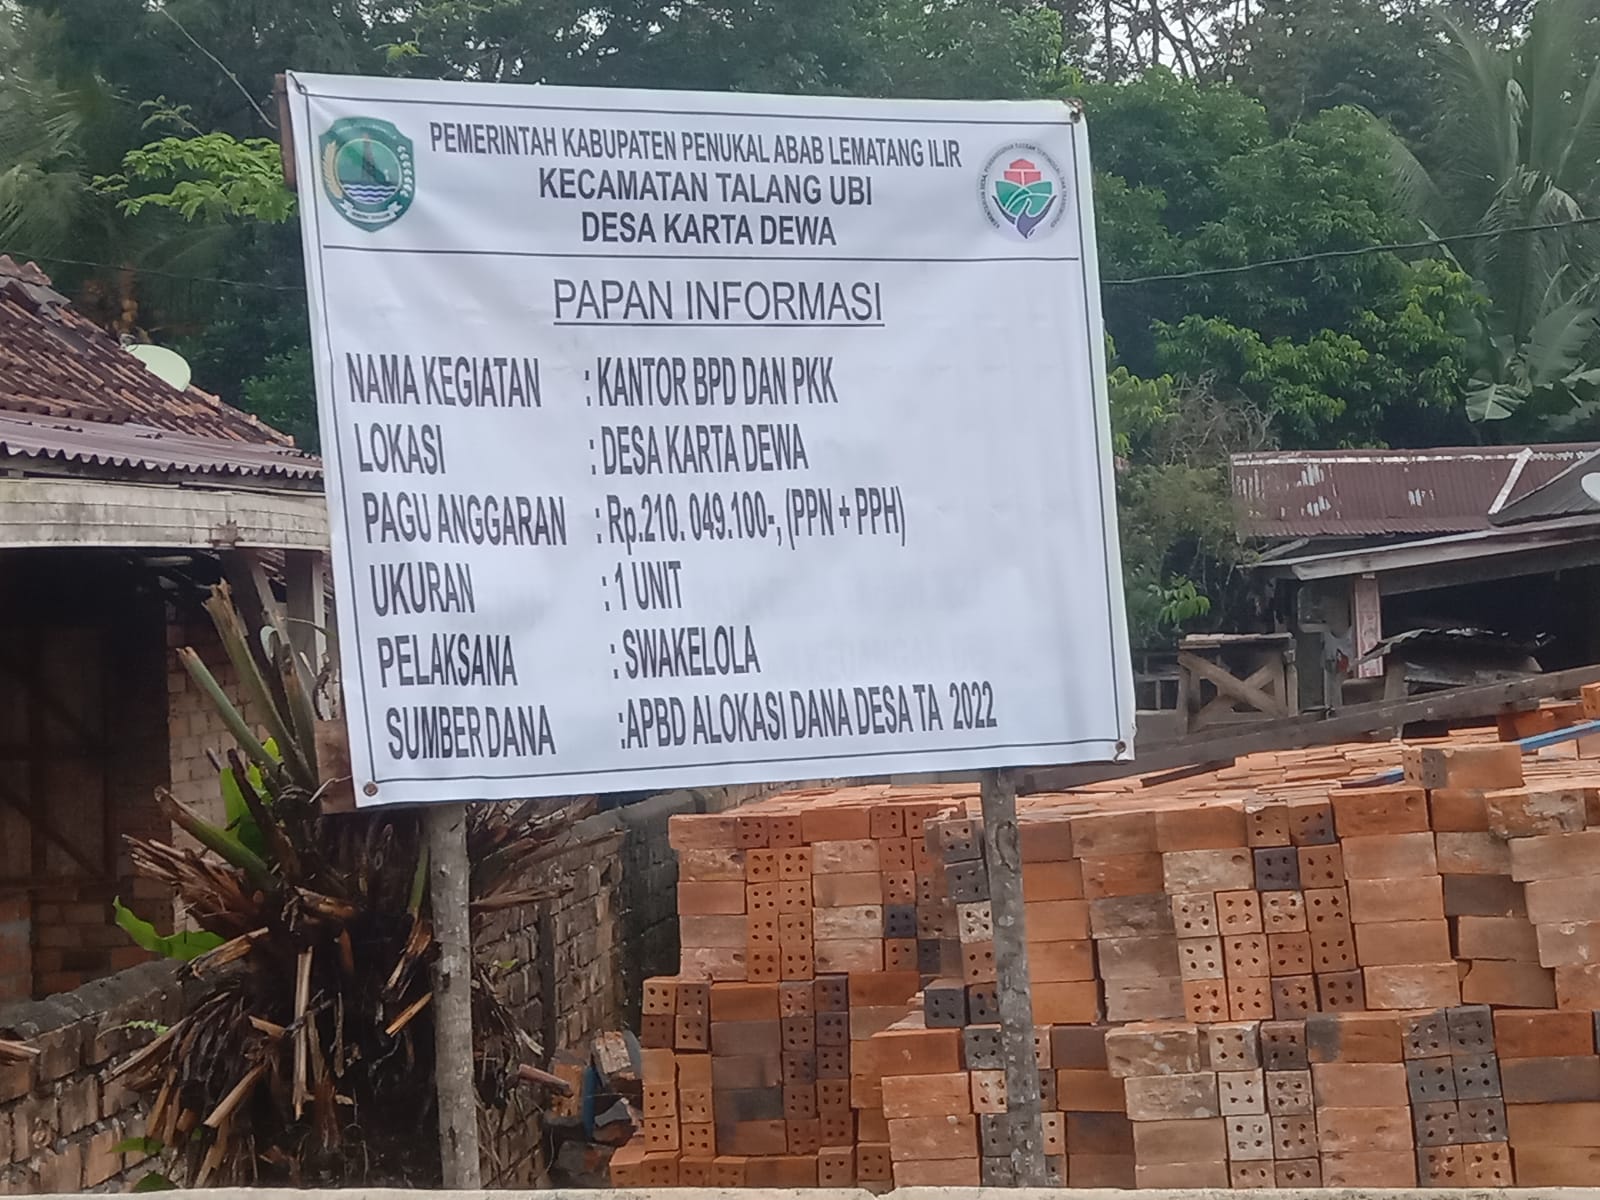 PEMERINTAH KABUPATEN PENUKAL ABAB LEMATANG ILIR
KECAMATAN TALANG UBI
DESA KARTA DEWA
PAPAN INFORMASI
NAMA KEGIATAN : KANTOR BPD DAN PKK
LOKASI : DESA KARTA DEWA
PAGU ANGGARAN : Rp.210. 049.100-, (PPN + PPH)
UKURAN : 1 UNIT
PELAKSANA : SWAKELOLA
SUMBER DANA :APBD ALOKASI DANA DESA TA 2022